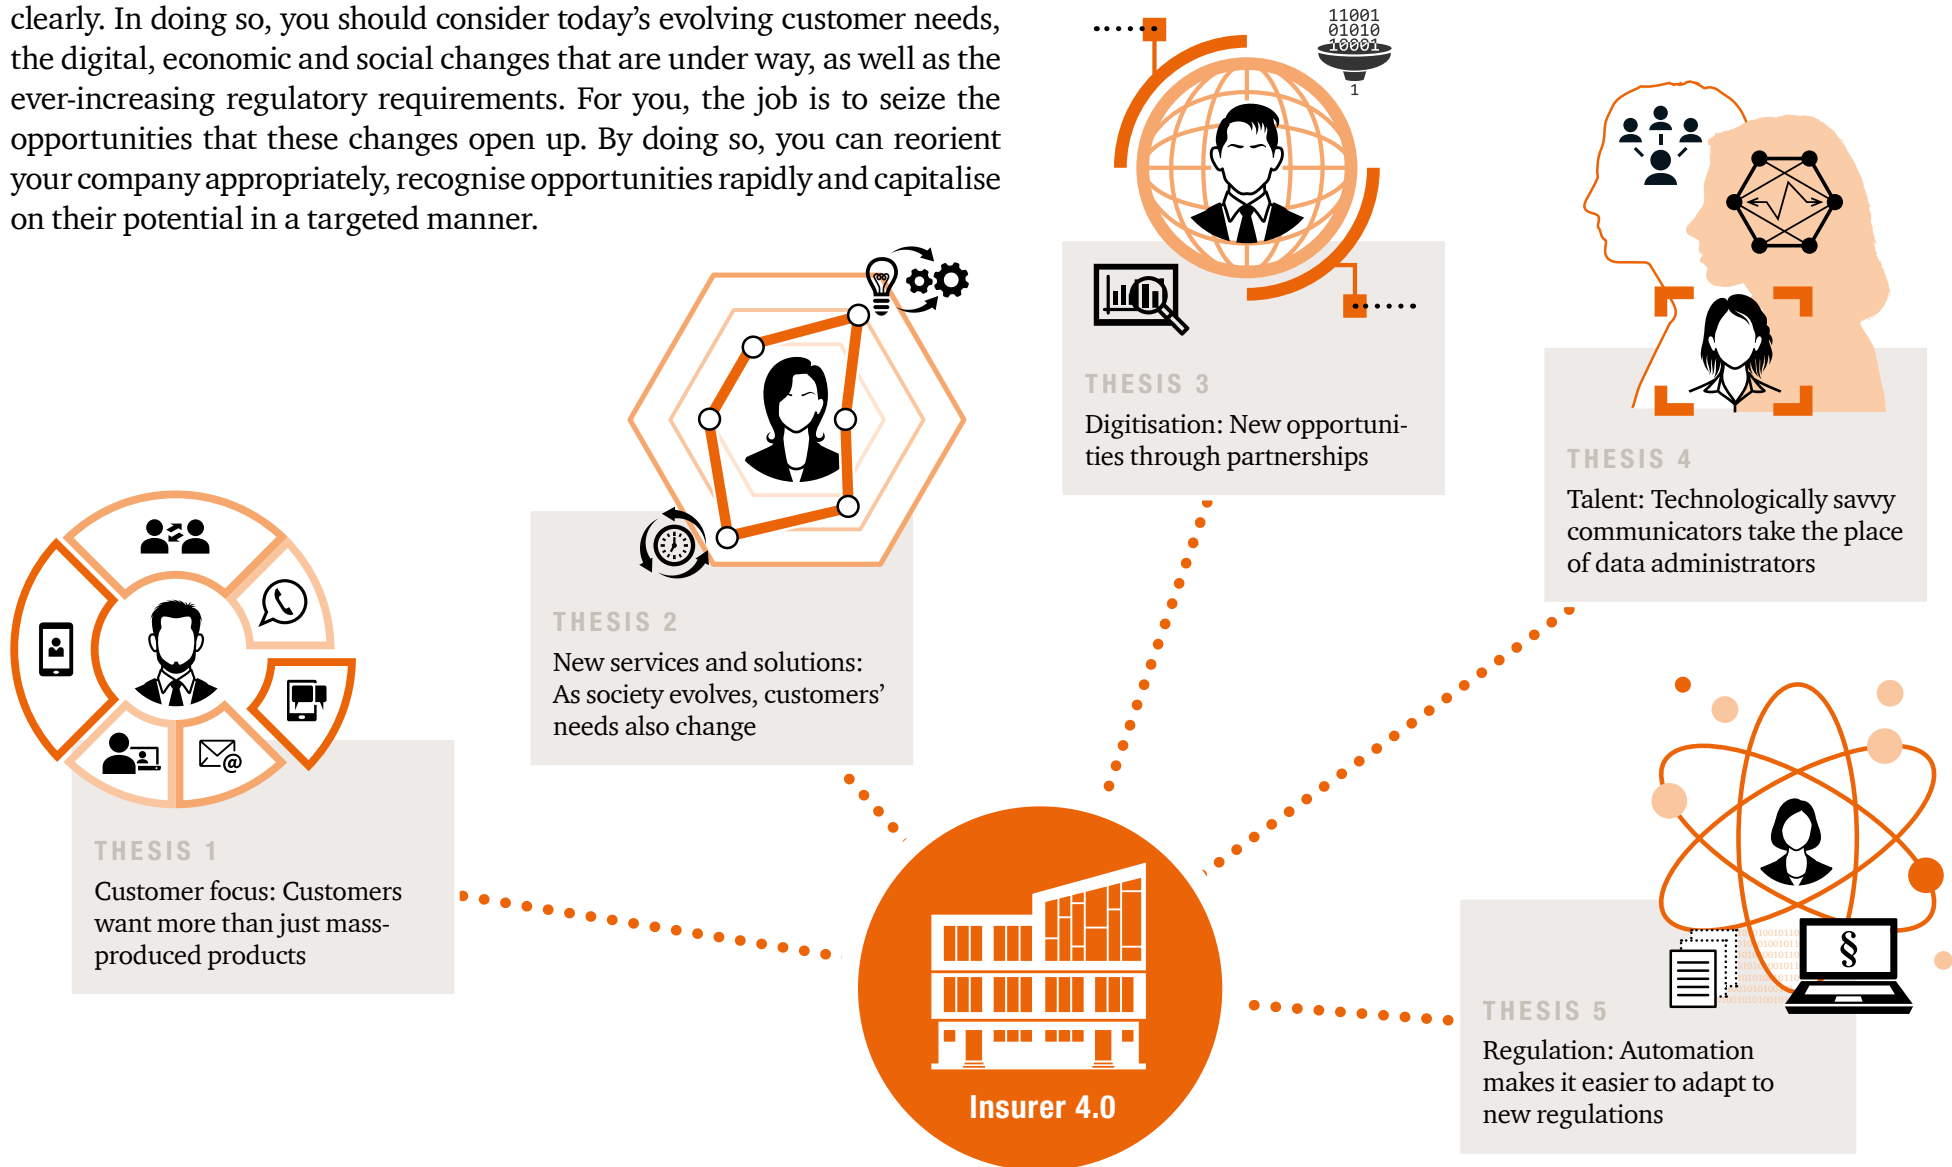 clearly. In doing so, you should consider today’s evolving customer needs,
the digital, economic and social changes that are under way, as well as the
ever-increasing regulatory requirements. For you, the job is to seize the
opportunities that these changes open up. By doing so, you can reorient
your company appropriately, recognise opportunities rapidly and capitalise
on their potential in a targeted manner.
11001
01010
10001
1
THESIS 3
Digitisation: New opportuni-
ties through partnerships
THESIS 4
Talent: Technologically savvy
communicators take the place
of data administrators
THESIS 2
New services and solutions:
As society evolves, customers’
needs also change
@
THESIS 1
Customer focus: Customers
want more than just mass-
produced products
§
THESIS 5
Regulation: Automation
makes it easier to adapt to
new regulations
Insurer 4.0